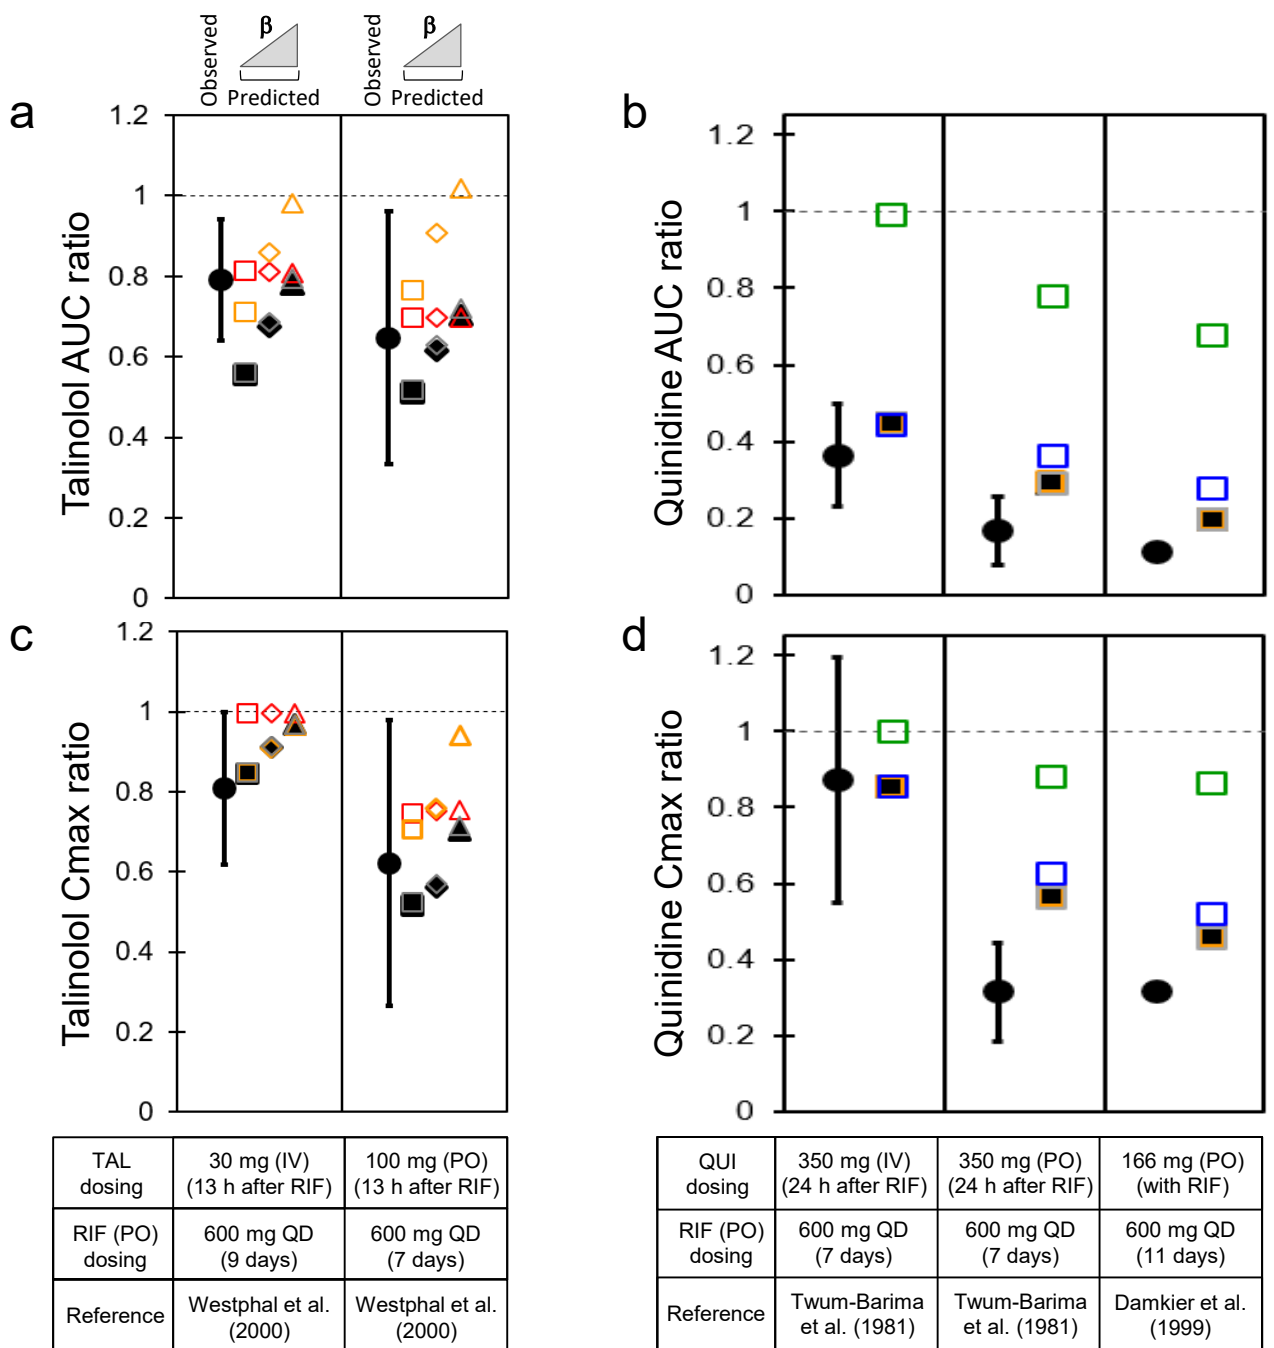 Observed
β
Predicted
Observed
β
Predicted
a
Talinolol AUC ratio
1.2
1
0.8
0.6
0.4
0.2
0
b
Quinidine AUC ratio
1.2
1
0.8
0.6
0.4
0.2
0
c
Talinolol Cmax ratio
1.2
1
0.8
0.6
0.4
0.2
0
d
Quinidine Cmax ratio
1.2
1
0.8
0.6
0.4
0.2
0
TAL
dosing
30 mg (IV)
(13 h after RIF)
100 mg (PO)
(13 h after RIF)
RIF (PO)
dosing
600 mg QD
(9 days)
600 mg QD
(7 days)
Reference
Westphal et al.
(2000)
Westphal et al.
(2000)
QUI
dosing
350 mg (IV)
(24 h after RIF)
350 mg (PO)
(24 h after RIF)
166 mg (PO)
(with RIF)
RIF (PO)
dosing
600 mg QD
(7 days)
600 mg QD
(7 days)
600 mg QD
(11 days)
Reference
Twum-Barima
et al. (1981)
Twum-Barima
et al. (1981)
Damkier et al.
(1999)